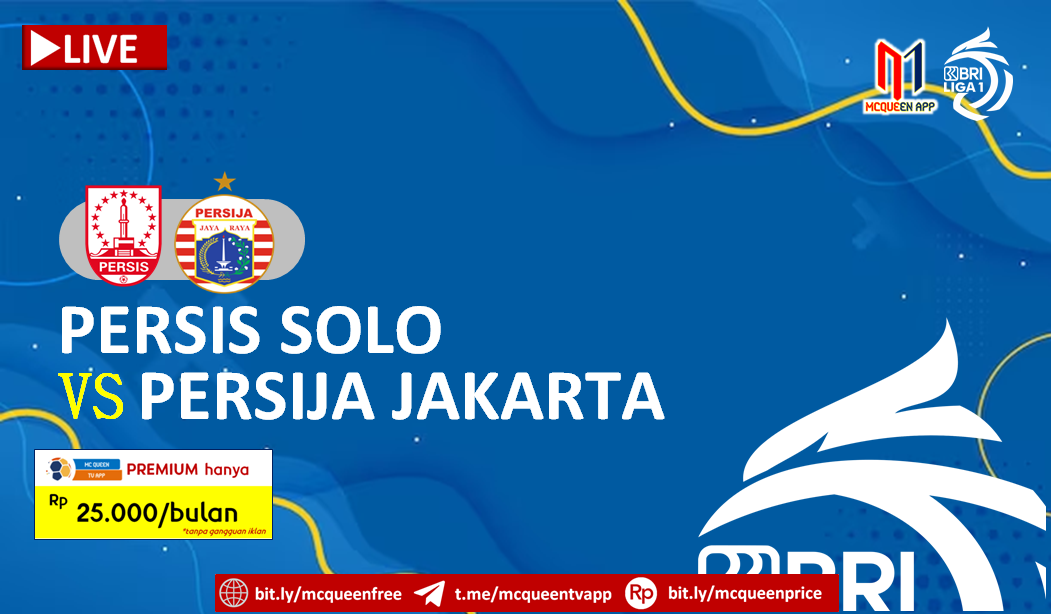 LIVE
M1
MCQUEEN APP
BRI
LIGA 1
PERSIS
PERSIJA
JAYA RAYA
PERSIS SOLO
VS PERSIJA JAKARTA
MC QUEEN
TV APP
PREMIUM hanya
Rp 25.000/bulan
*tanpa gangguan iklan
BRI
bit.ly/mcqueenfree
t.me/mcqueentvapp
Rp
bit.ly/mcqueenprice